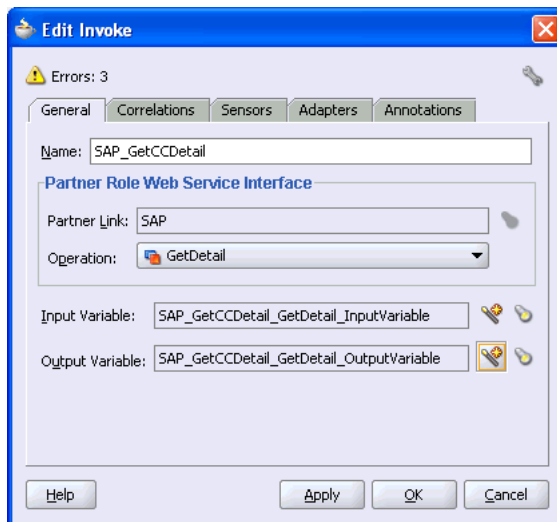 Edit Invoke
Errors: 3
General Correlations Sensors Adapters Annotations
Name: SAP_GetCCDetail
Partner Role Web Service Interface
Partner Link: SAP
Operation: GetDetail
Input Variable: SAP_GetCCDetail_GetDetail_InputVariable
Output Variable: SAP_GetCCDetail_GetDetail_OutputVariable
Help Apply OK Cancel